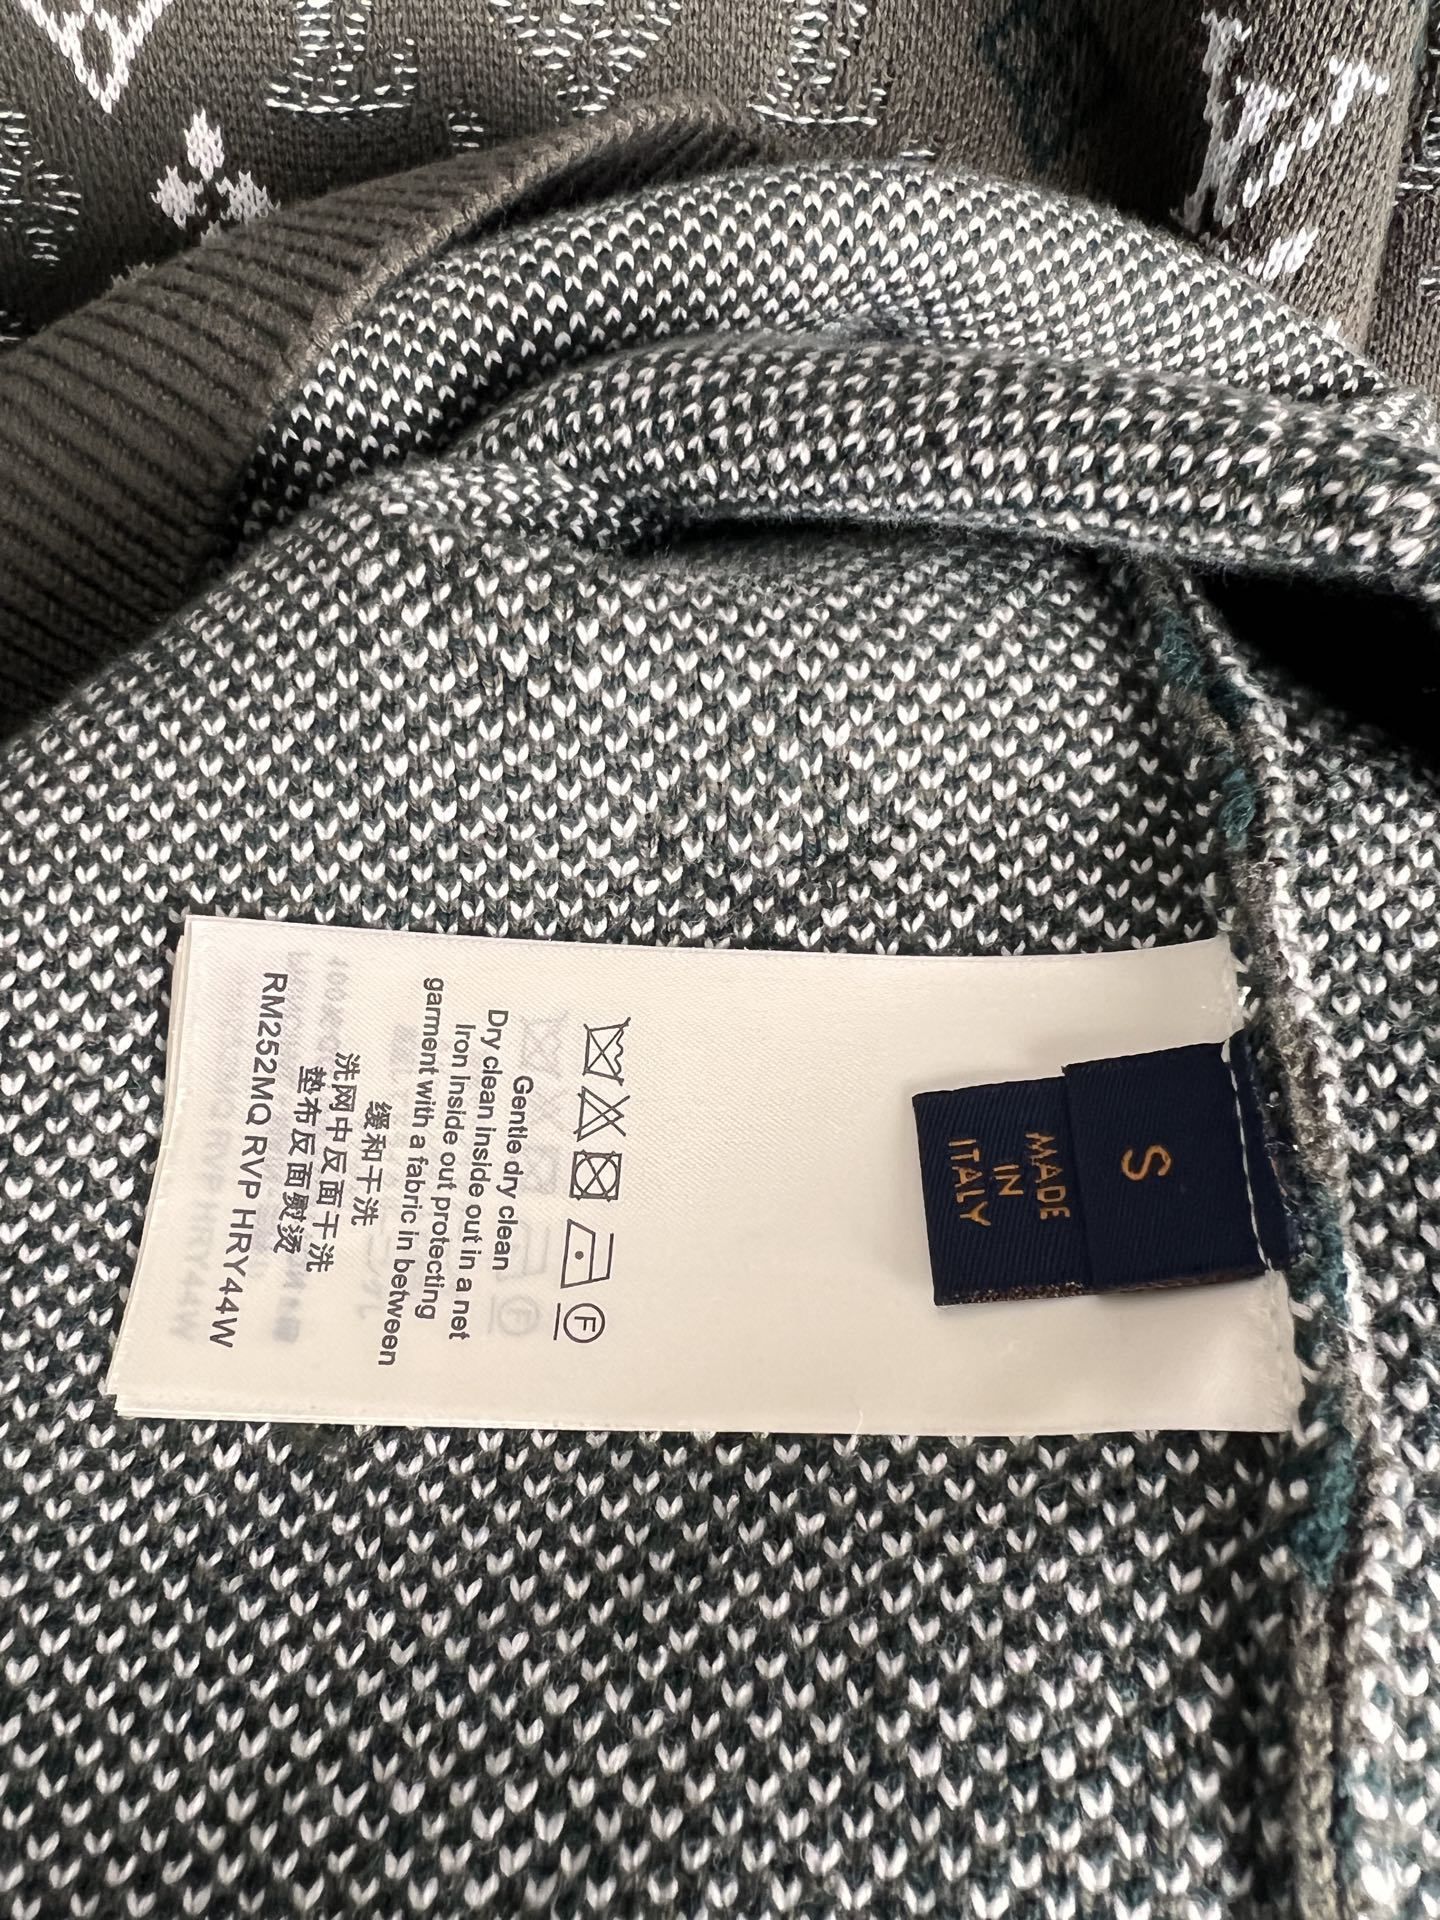 S
MADE
IN
ITALY
F
Gentle dry clean
Dry clean inside out in a net
Iron Inside out protecting
garment with a fabric in between
缓和干洗
洗网中反面干洗
垫布反面熨烫
RM252MQ RVP HRY44W